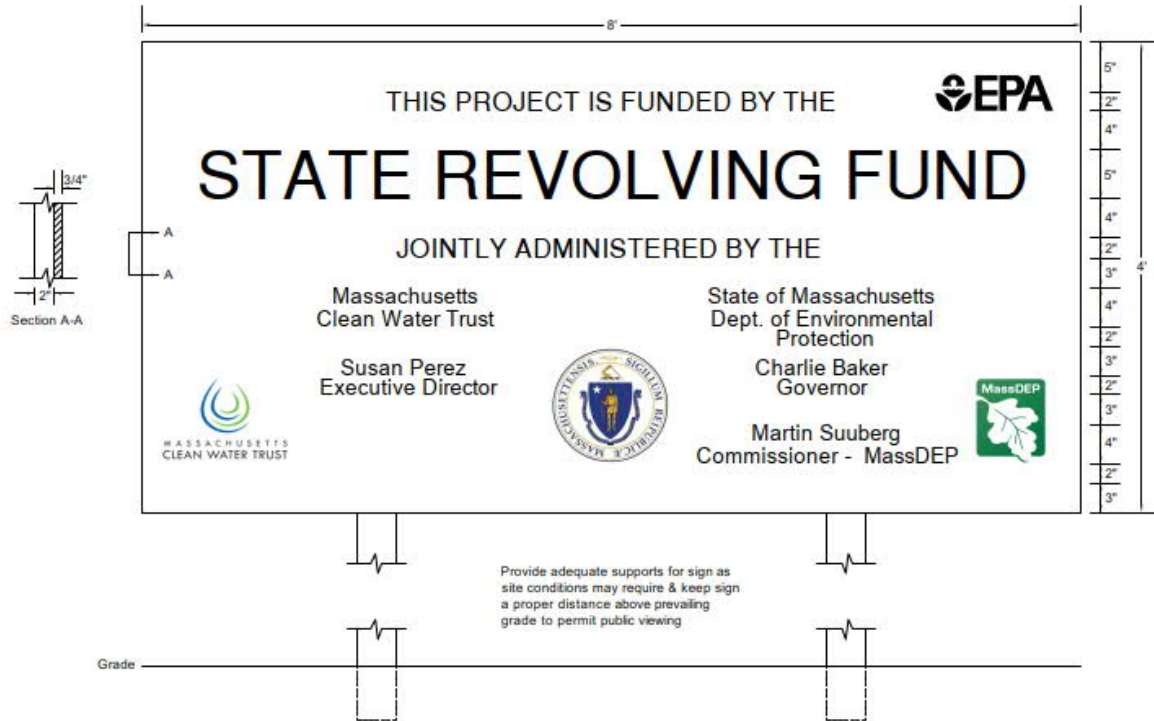 8'
THIS PROJECT IS FUNDED BY THE
EPA
STATE REVOLVING FUND
JOINTLY ADMINISTERED BY THE
Massachusetts
Clean Water Trust
Susan Perez
Executive Director
State of Massachusetts
Dept. of Environmental
Protection
Charlie Baker
Governor
Martin Suuberg
Commissioner - MassDEP
MASSACHUSETTS
CLEAN WATER TRUST
SIGILLUM REIPUBLICÆ MASSACHUSETTENSIS
MassDEP
3/4"
2"
Section A-A
A
A
5"
2"
4"
5"
4"
2"
3"
4"
2"
3"
2"
3"
4"
2"
3"
4'
Provide adequate supports for sign as
site conditions may require & keep sign
a proper distance above prevailing
grade to permit public viewing
Grade